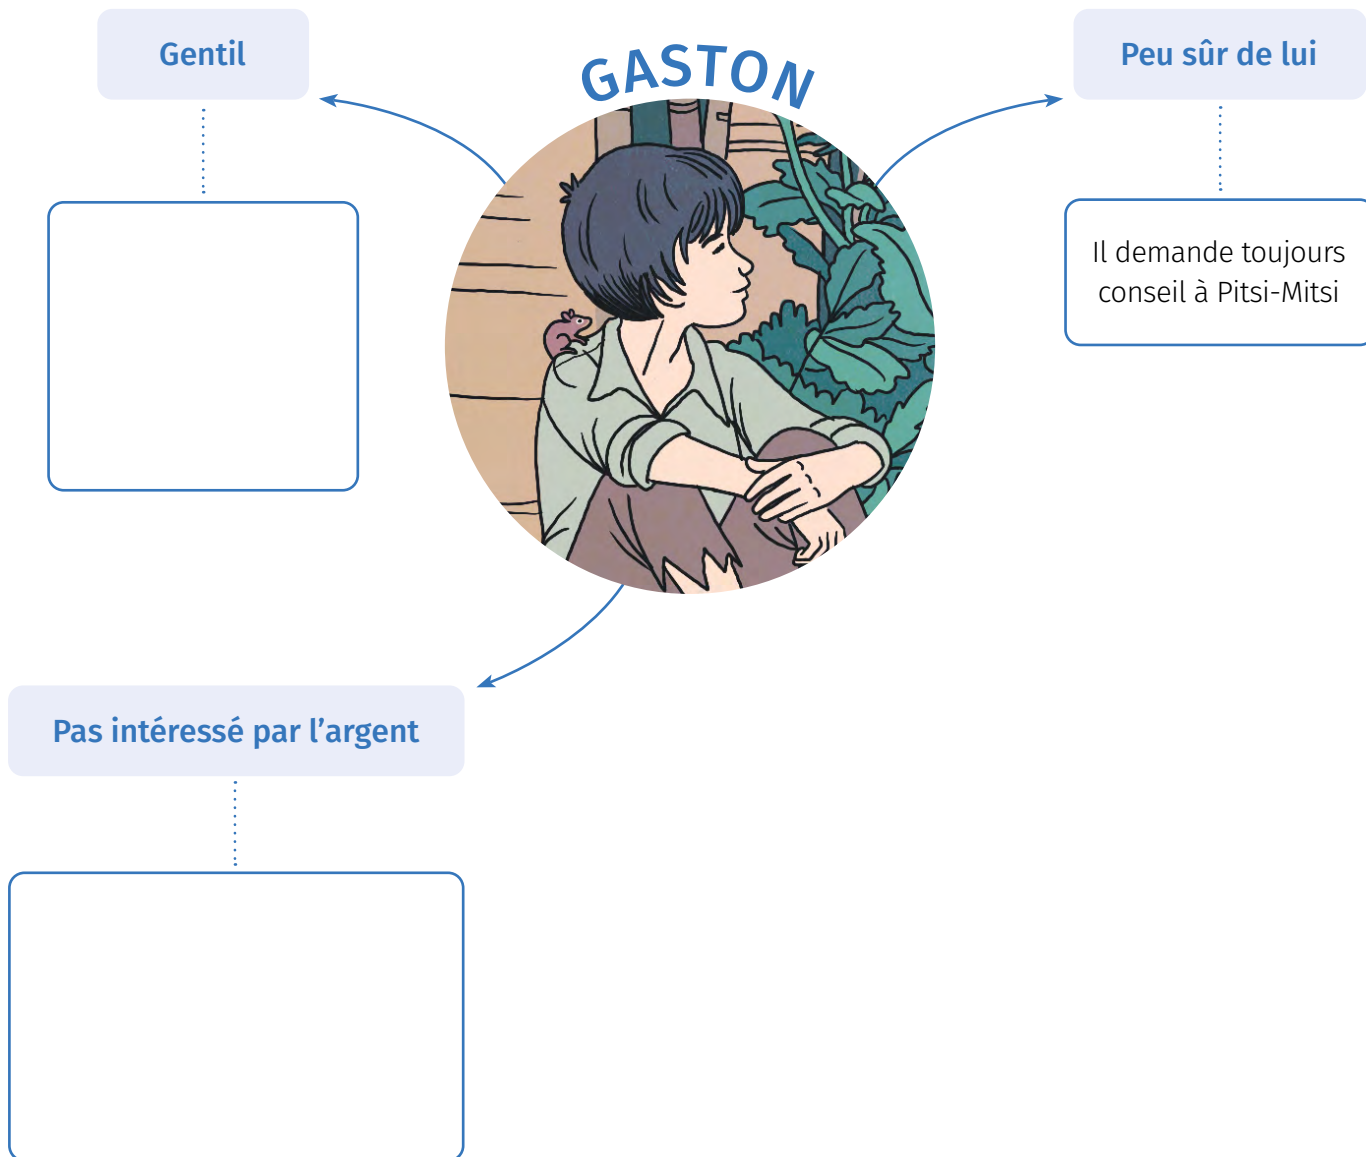 GASTON
Gentil
Peu sûr de lui
Il demande toujours
conseil à Pitsi-Mitsi
Pas intéressé par l’argent